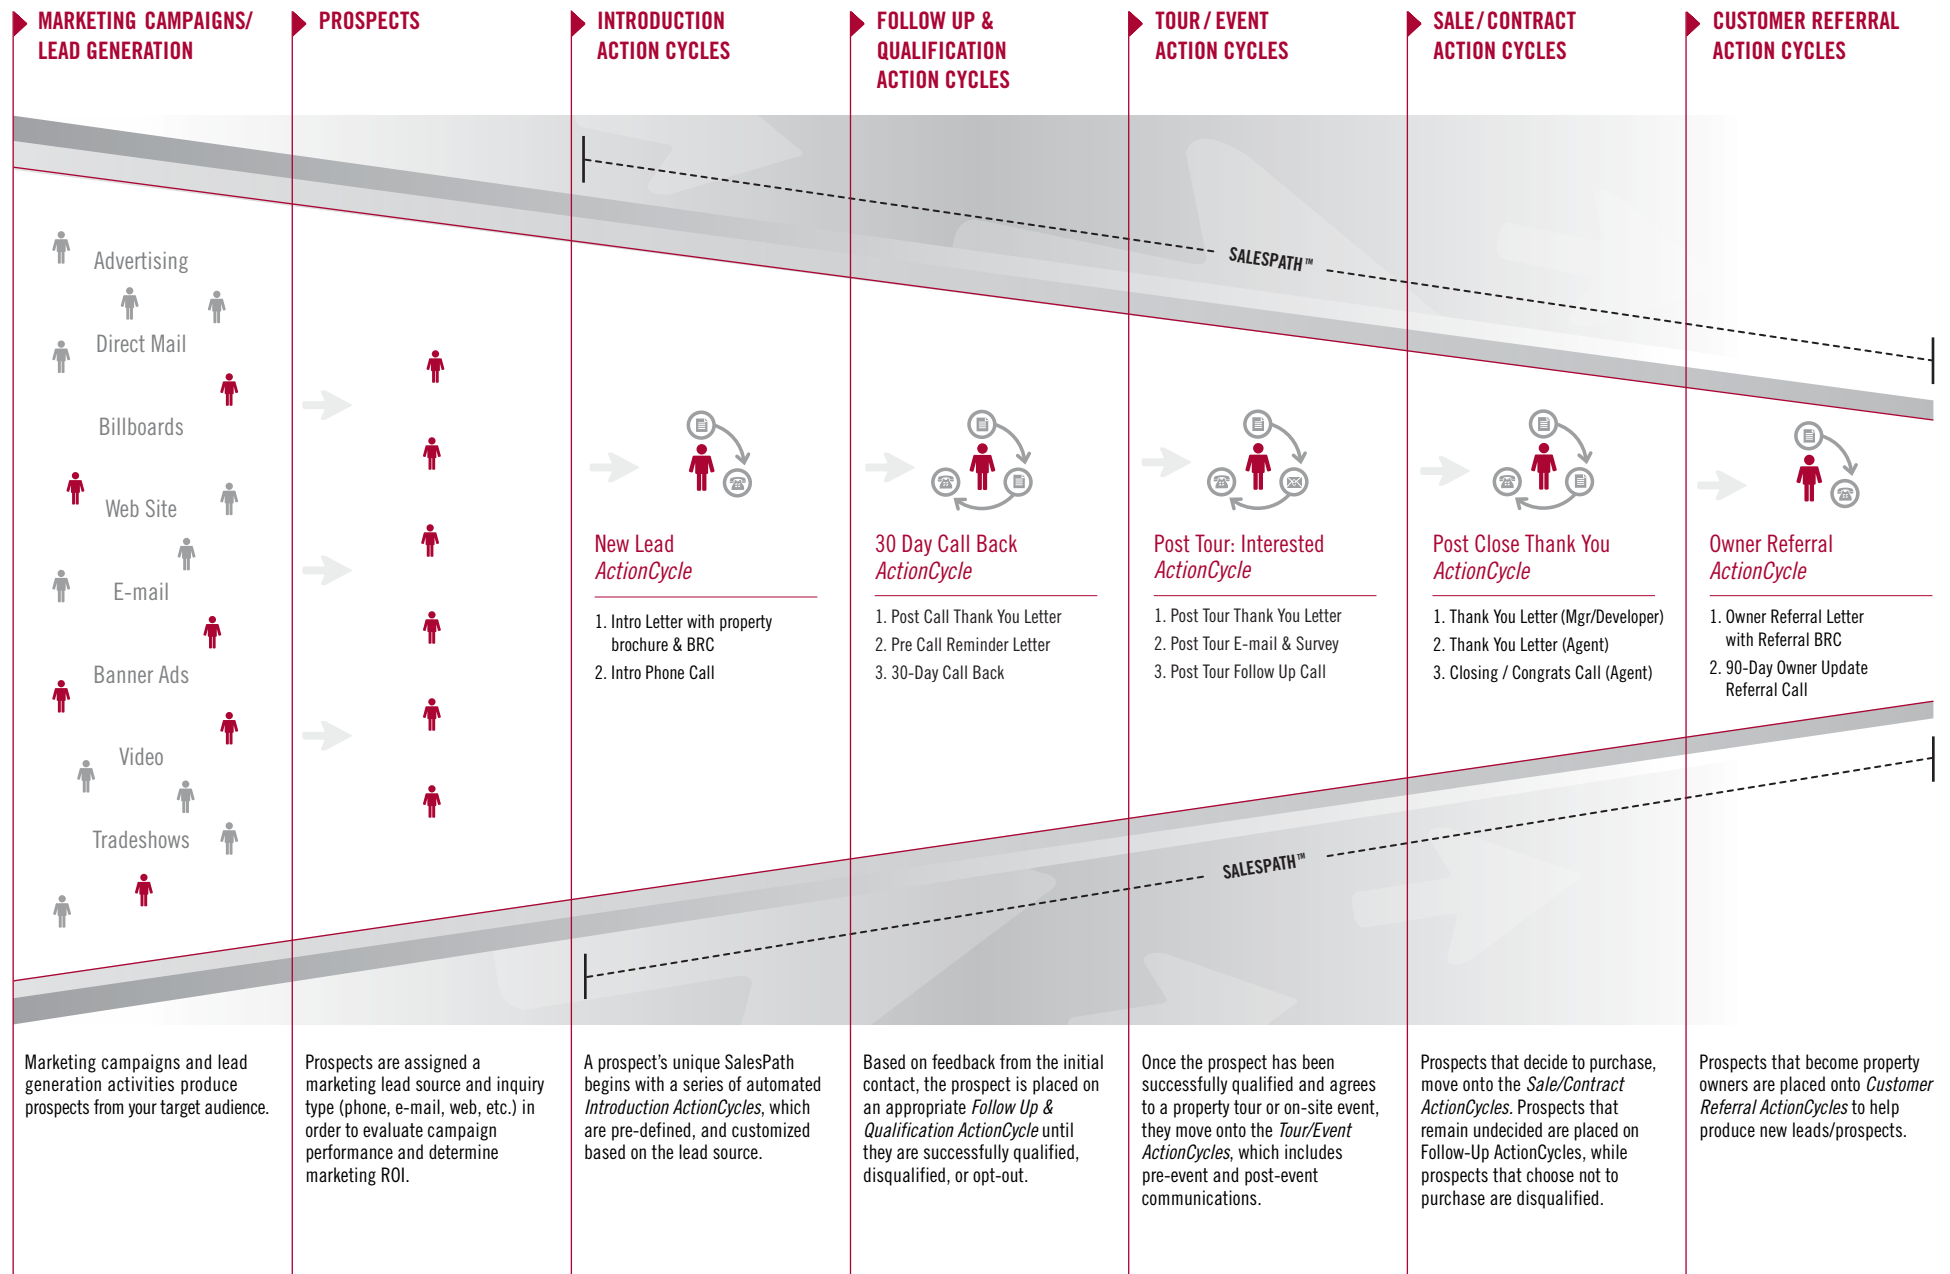 MARKETING CAMPAIGNS/
LEAD GENERATION
PROSPECTS
INTRODUCTION
ACTION CYCLES
FOLLOW UP &
QUALIFICATION
ACTION CYCLES
TOUR / EVENT
ACTION CYCLES
SALE / CONTRACT
ACTION CYCLES
CUSTOMER REFERRAL
ACTION CYCLES
SALESPATH™
Advertising
Direct Mail
Billboards
Web Site
E-mail
Banner Ads
Video
Tradeshows
New Lead
ActionCycle
1. Intro Letter with property
brochure & BRC
2. Intro Phone Call
30 Day Call Back
ActionCycle
1. Post Call Thank You Letter
2. Pre Call Reminder Letter
3. 30-Day Call Back
Post Tour: Interested
ActionCycle
1. Post Tour Thank You Letter
2. Post Tour E-mail & Survey
3. Post Tour Follow Up Call
Post Close Thank You
ActionCycle
1. Thank You Letter (Mgr/Developer)
2. Thank You Letter (Agent)
3. Closing / Congrats Call (Agent)
Owner Referral
ActionCycle
1. Owner Referral Letter
with Referral BRC
2. 90-Day Owner Update
Referral Call
SALESPATH™
Marketing campaigns and lead
generation activities produce
prospects from your target audience.
Prospects are assigned a
marketing lead source and inquiry
type (phone, e-mail, web, etc.) in
order to evaluate campaign
performance and determine
marketing ROI.
A prospect's unique SalesPath
begins with a series of automated
Introduction ActionCycles, which
are pre-defined, and customized
based on the lead source.
Based on feedback from the initial
contact, the prospect is placed on
an appropriate Follow Up &
Qualification ActionCycle until
they are successfully qualified,
disqualified, or opt-out.
Once the prospect has been
successfully qualified and agrees
to a property tour or on-site event,
they move onto the Tour/Event
ActionCycles, which includes
pre-event and post-event
communications.
Prospects that decide to purchase,
move onto the Sale/Contract
ActionCycles. Prospects that
remain undecided are placed on
Follow-Up ActionCycles, while
prospects that choose not to
purchase are disqualified.
Prospects that become property
owners are placed onto Customer
Referral ActionCycles to help
produce new leads/prospects.